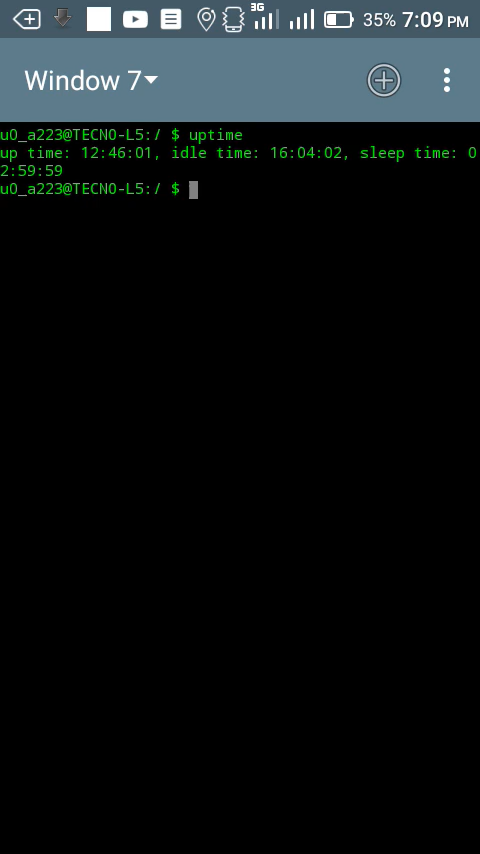 3G
35% 7:09 PM
Window 7
u0_a223@TECNO-L5:/ $ uptime
up time: 12:46:01, idle time: 16:04:02, sleep time: 0
2:59:59
u0_a223@TECNO-L5:/ $